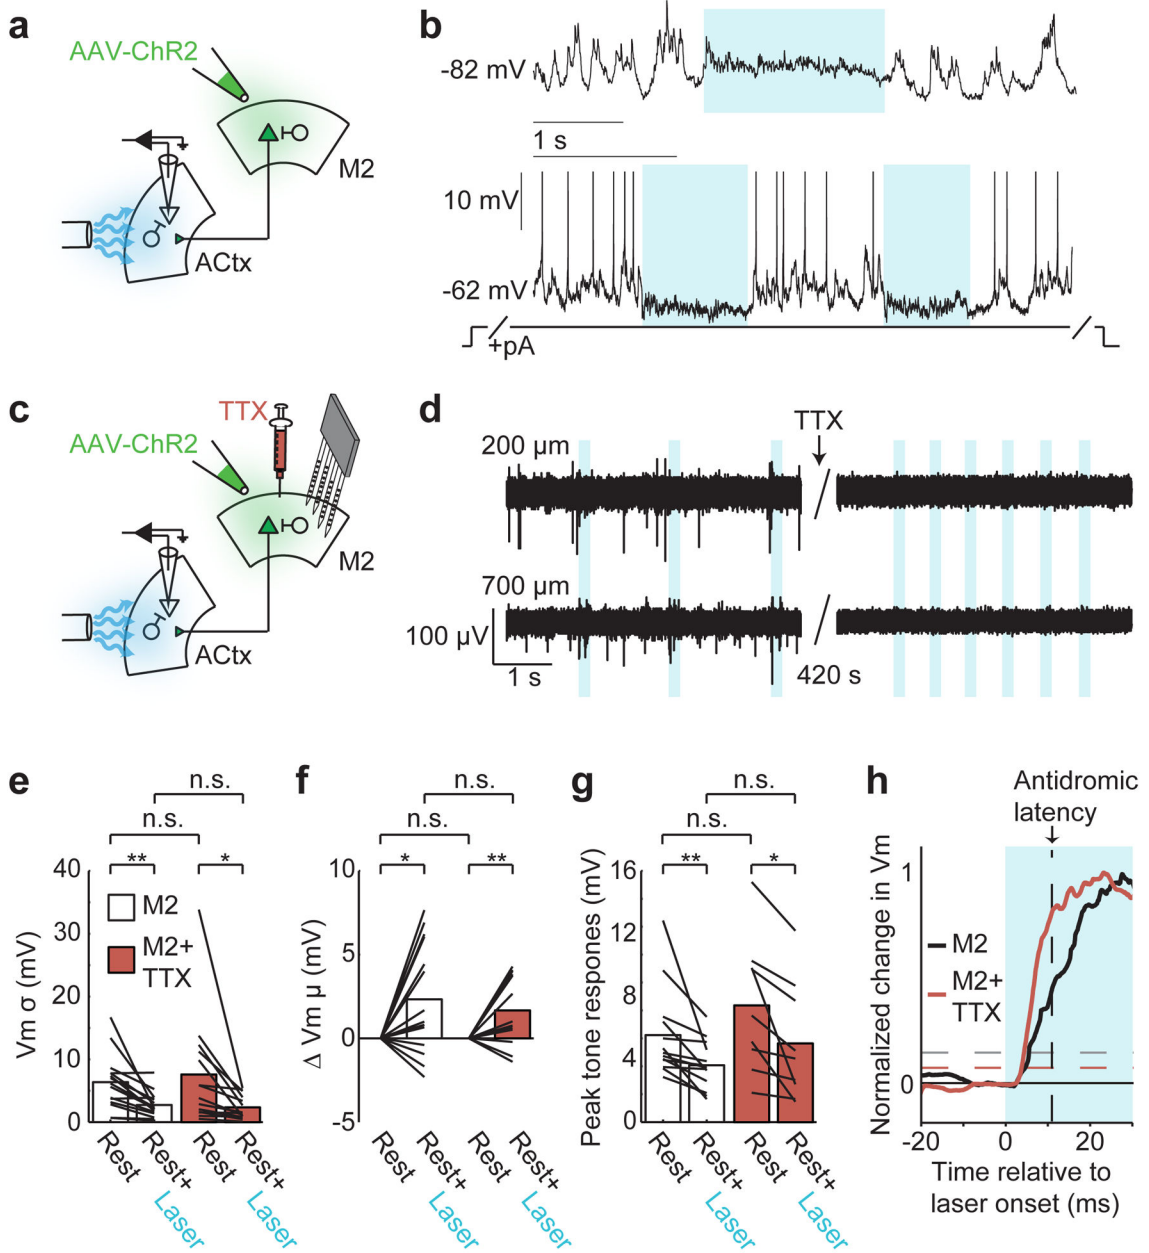 a
AAV-ChR2
M2
ACtx
b
-82 mV
1 s
10 mV
-62 mV
+pA
c
TTX
AAV-ChR2
M2
ACtx
d
TTX
200 µm
700 µm
100 µV
1 s
420 s
e
n.s.
n.s.
** *
40
30
20
10
0
Vm σ (mV)
M2
M2+
TTX
Rest
Rest+
Laser
Rest
Rest+
Laser
f
n.s.
n.s.
* **
10
5
0
-5
Δ Vm µ (mV)
Rest
Rest+
Laser
Rest
Rest+
Laser
g
n.s.
n.s.
** *
16
12
8
4
0
Peak tone respones (mV)
Rest
Rest+
Laser
Rest
Rest+
Laser
h
Antidromic
latency
1
0
Normalized change in Vm
M2
M2+
TTX
-20 0 20
Time relative to
laser onset (ms)